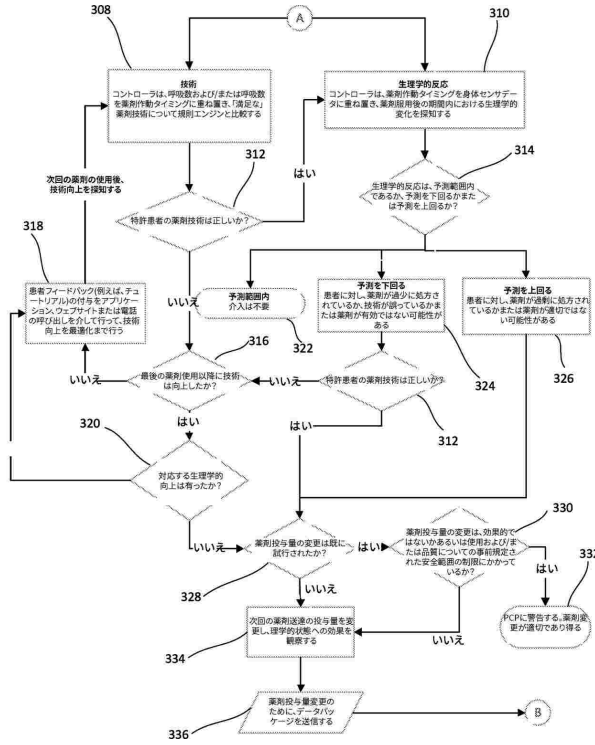 A
308
310
技術
コントローラは、呼吸数および/または呼吸数
を薬剤作動タイミングに重ね置き、「満足な」
薬剤技術について規則エンジンと比較する
生理学的反応
コントローラは、薬剤作動タイミングを身体センサデ
ータに重ね置き、薬剤服用後の期間内における生理学的
変化を探知する
次回の薬剤の使用後、
技術向上を探知する
312
はい
314
特許患者の薬剤技術は正しいか?
生理学的反応は、予測範囲内
であるか、予測を下回るかまた
は予測を上回るか?
318
患者フィードバック(例えば、チュ
ートリアル)の付与をアプリケー
ション、ウェブサイトまたは電話
の呼び出しを介して行って、技術
向上を最適化まで行う
いいえ
予測範囲内
介入は不要
322
予測を下回る
患者に対し、薬剤が過少に処方さ
れているか、技術が誤っているかま
たは薬剤が有効ではない可能性が
ある
324
予測を上回る
患者に対し、薬剤が過剰に処方され
ているかまたは薬剤が適切ではな
い可能性がある
326
316
いいえ
最後の薬剤使用以降に技術
は向上したか?
いいえ
特許患者の薬剤技術は正しいか?
312
はい
はい
320
対応する生理学的
向上は有ったか?
いいえ
薬剤投与量の変更は既に
試行されたか?
328
はい
330
薬剤投与量の変更は、効果的で
はないかあるいは使用および/ま
たは品質についての事前規定さ
れた安全範囲の制限にかかって
いるか?
はい
332
PCPに警告する。薬剤変
更が適切であり得る
いいえ
いいえ
334
次回の薬剤送達の投与量を変
更し、理学的状態への効果を
観察する
336
薬剤投与量変更の
ために、データパッ
ケージを送信する
B